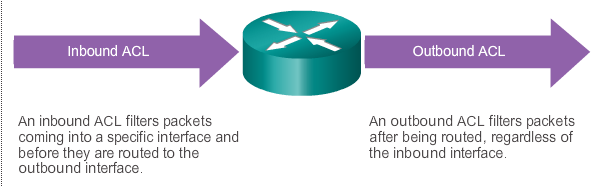 Inbound ACL
Outbound ACL
An inbound ACL filters packets
coming into a specific interface and
before they are routed to the
outbound interface.
An outbound ACL filters packets
after being routed, regardless of
the inbound interface.